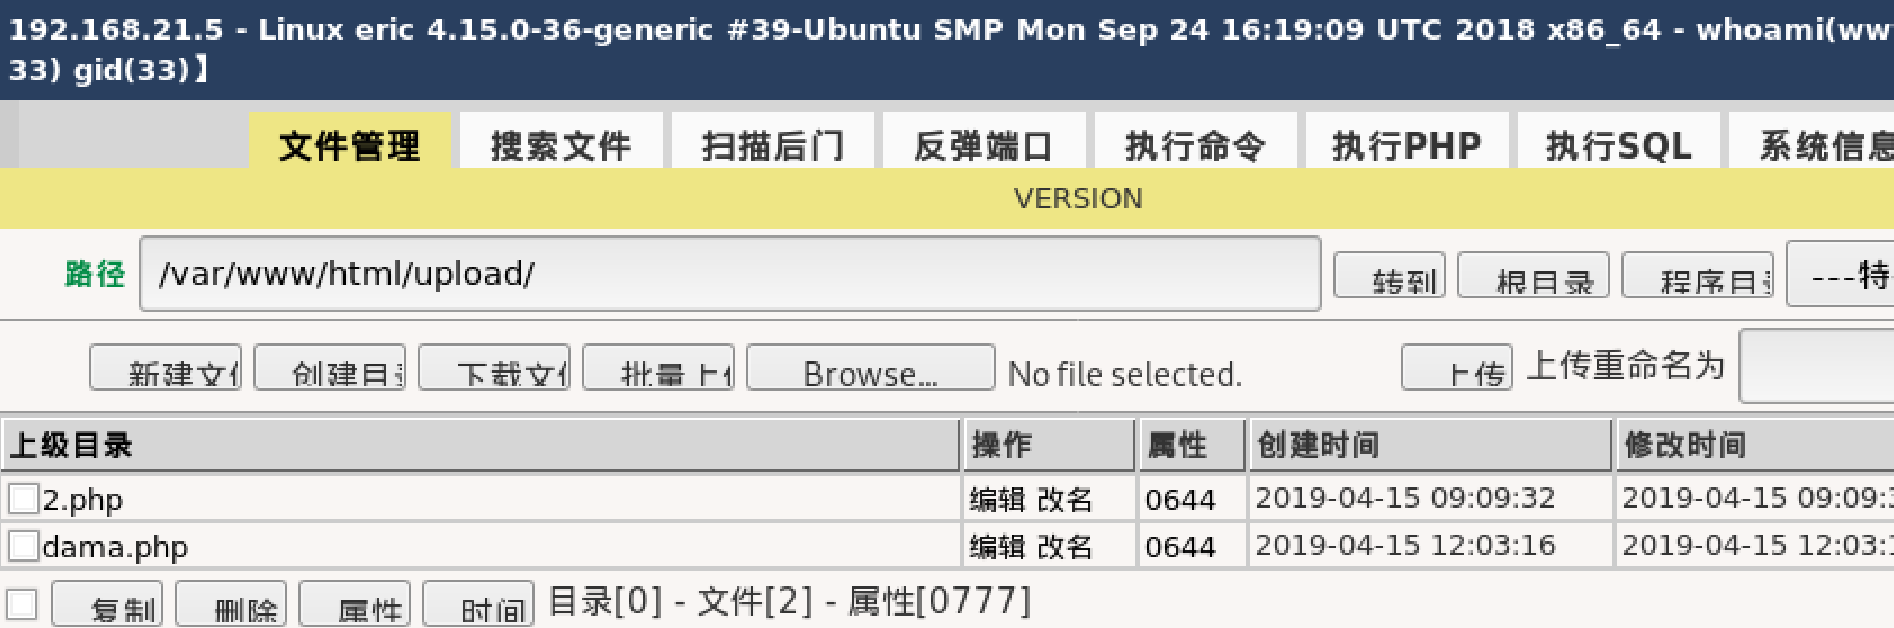 192.168.21.5 - Linux eric 4.15.0-36-generic #39-Ubuntu SMP Mon Sep 24 16:19:09 UTC 2018 x86_64 - whoami(ww
33) gid(33)】
文件管理 搜索文件 扫描后门 反弹端口 执行命令 执行PHP 执行SQL 系统信息
VERSION
路径 /var/www/html/upload/ 转到 根目录 程序目录 ---特
新建文件 创建目录 下载文件 批量上传 Browse... No file selected. 上传 上传重命名为
上级目录 操作 属性 创建时间 修改时间
2.php 编辑 改名 0644 2019-04-15 09:09:32 2019-04-15 09:09:3
dama.php 编辑 改名 0644 2019-04-15 12:03:16 2019-04-15 12:03:1
复制 删除 属性 时间 目录[0] - 文件[2] - 属性[0777]